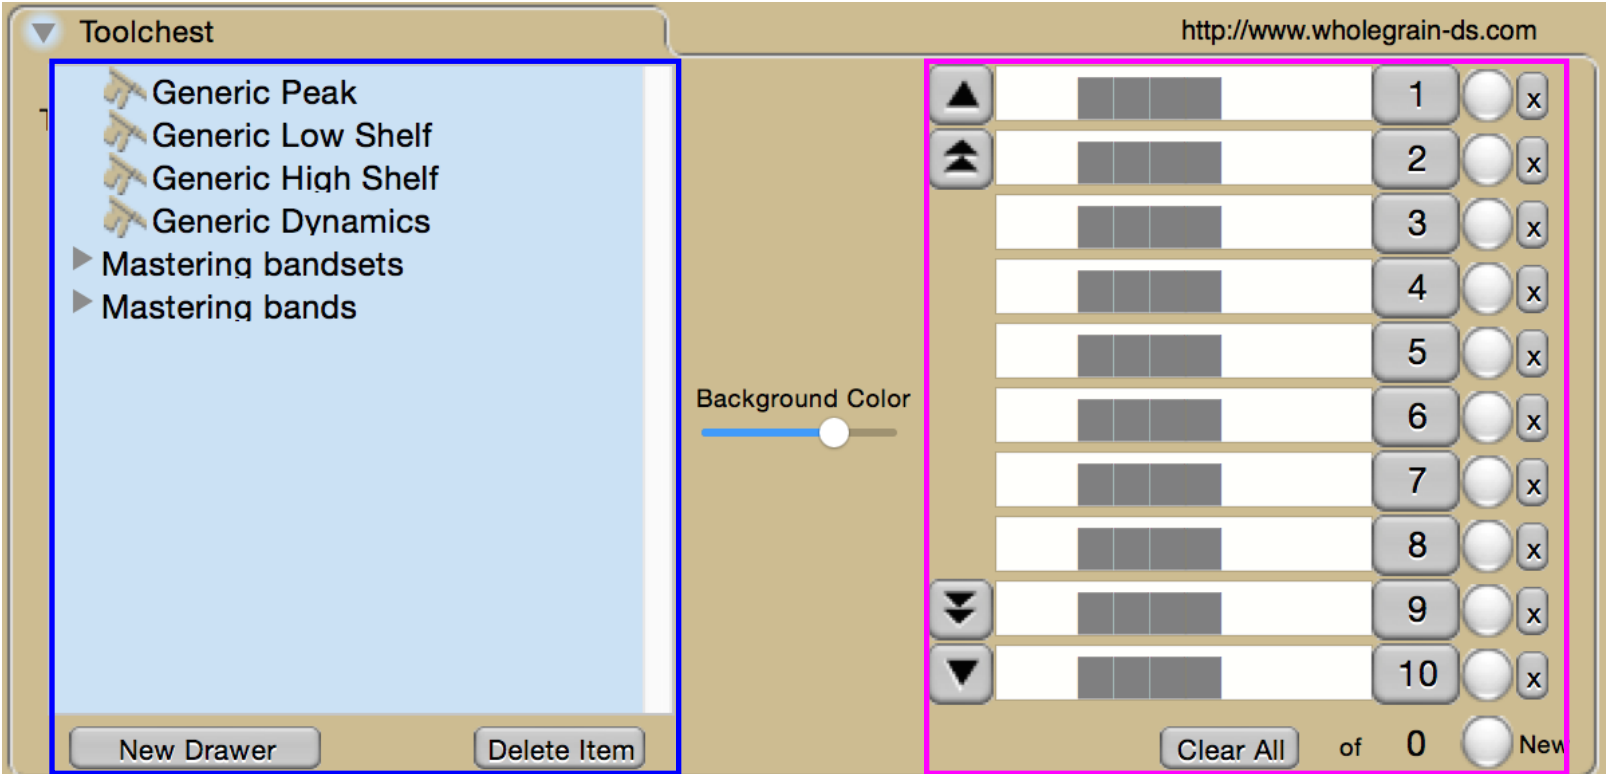 Toolchest
http://www.wholegrain-ds.com
Generic Peak
Generic Low Shelf
Generic High Shelf
Generic Dynamics
Mastering bandsets
Mastering bands
New Drawer
Delete Item
Background Color
1 x
2 x
3 x
4 x
5 x
6 x
7 x
8 x
9 x
10 x
Clear All of 0 New